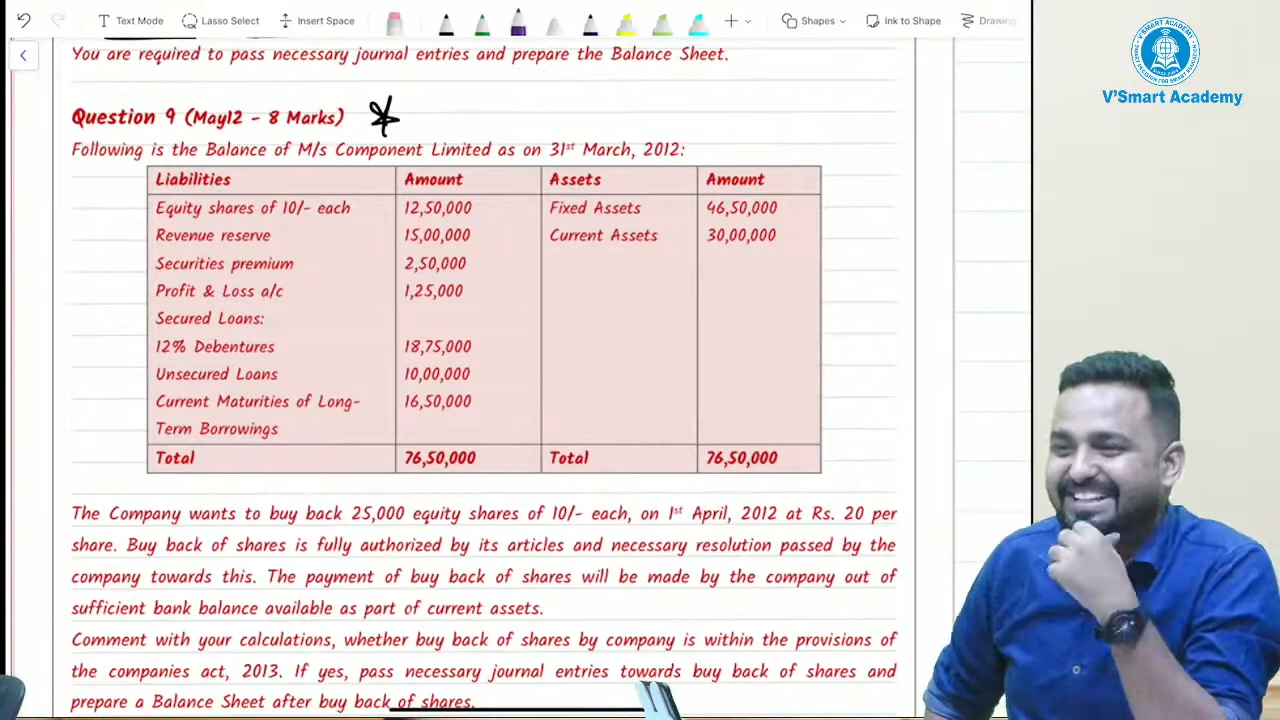 Text Mode Lasso Select Insert Space Shapes Ink to Shape Drawing
You are required to pass necessary journal entries and prepare the Balance Sheet.
Question 9 (May12 - 8 Marks)
Following is the Balance of M/s Component Limited as on 31st March, 2012:
Liabilities Amount Assets Amount
Equity shares of 10/- each 12,50,000 Fixed Assets 46,50,000
Revenue reserve 15,00,000 Current Assets 30,00,000
Securities premium 2,50,000
Profit & Loss a/c 1,25,000
Secured Loans:
12% Debentures 18,75,000
Unsecured Loans 10,00,000
Current Maturities of Long- 16,50,000
Term Borrowings
Total 76,50,000 Total 76,50,000
The Company wants to buy back 25,000 equity shares of 10/- each, on 1st April, 2012 at Rs. 20 per
share. Buy back of shares is fully authorized by its articles and necessary resolution passed by the
company towards this. The payment of buy back of shares will be made by the company out of
sufficient bank balance available as part of current assets.
Comment with your calculations, whether buy back of shares by company is within the provisions of
the companies act, 2013. If yes, pass necessary journal entries towards buy back of shares and
prepare a Balance Sheet after buy back of shares.
V'SMART ACADEMY
V'Smart Academy